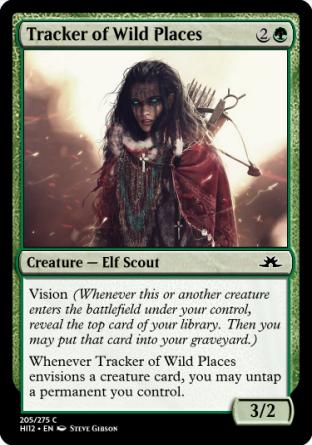 Tracker of Wild Places 2
Creature — Elf Scout
Vision (Whenever this or another creature
enters the battlefield under your control,
reveal the top card of your library. Then you
may put that card into your graveyard.)
Whenever Tracker of Wild Places
envisions a creature card, you may untap
a permanent you control.
3/2
205/275 C
HI12 • EN Steve Gibson